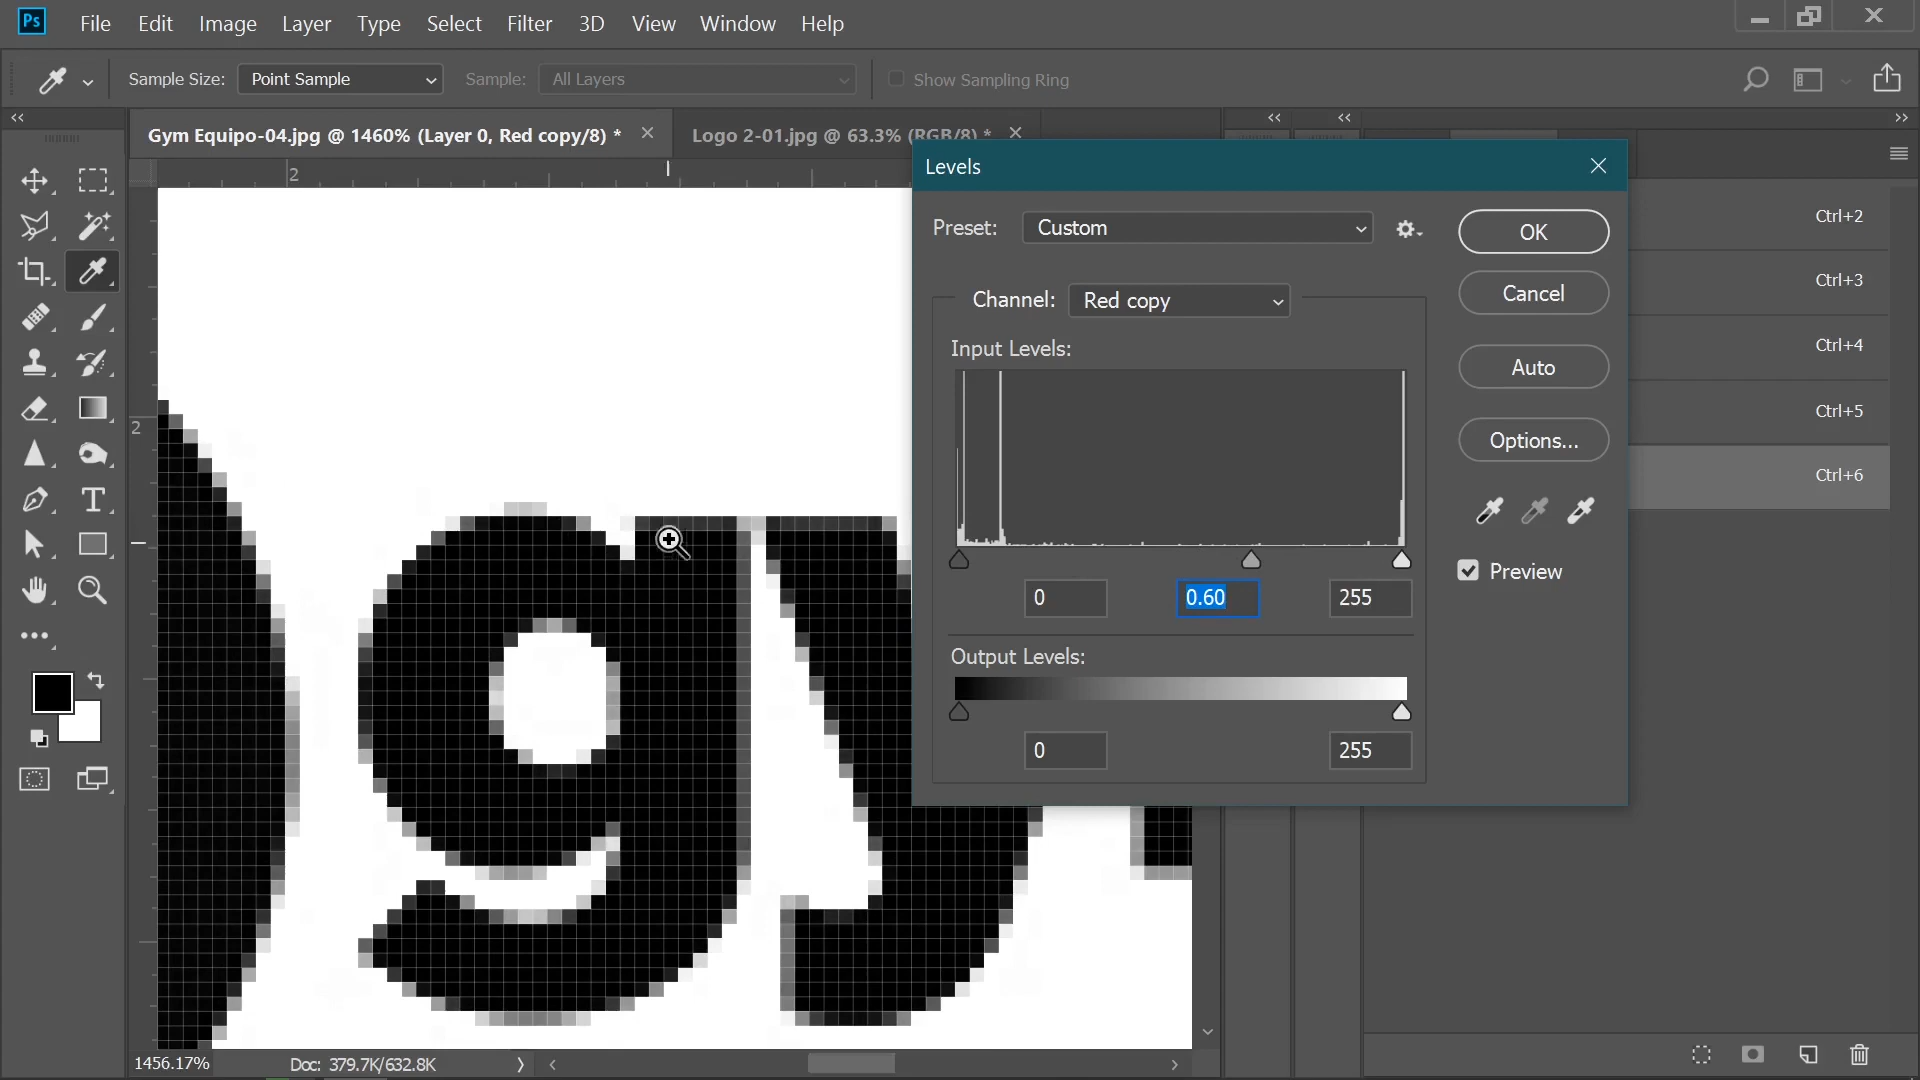 Ps File Edit Image Layer Type Select Filter 3D View Window Help
Sample Size: Point Sample Sample: All Layers Show Sampling Ring
Gym Equipo-04.jpg @ 1460% (Layer 0, Red copy/8) * Logo 2-01.jpg @ 63.3% (RGB/8) *
2
2
gy
Levels
Preset: Custom
OK
Cancel
Channel: Red copy
Input Levels:
Auto
Options...
Preview
0 0.60 255
Output Levels:
0 255
Ctrl+2
Ctrl+3
Ctrl+4
Ctrl+5
Ctrl+6
T
1456.17% Doc: 379.7K/632.8K